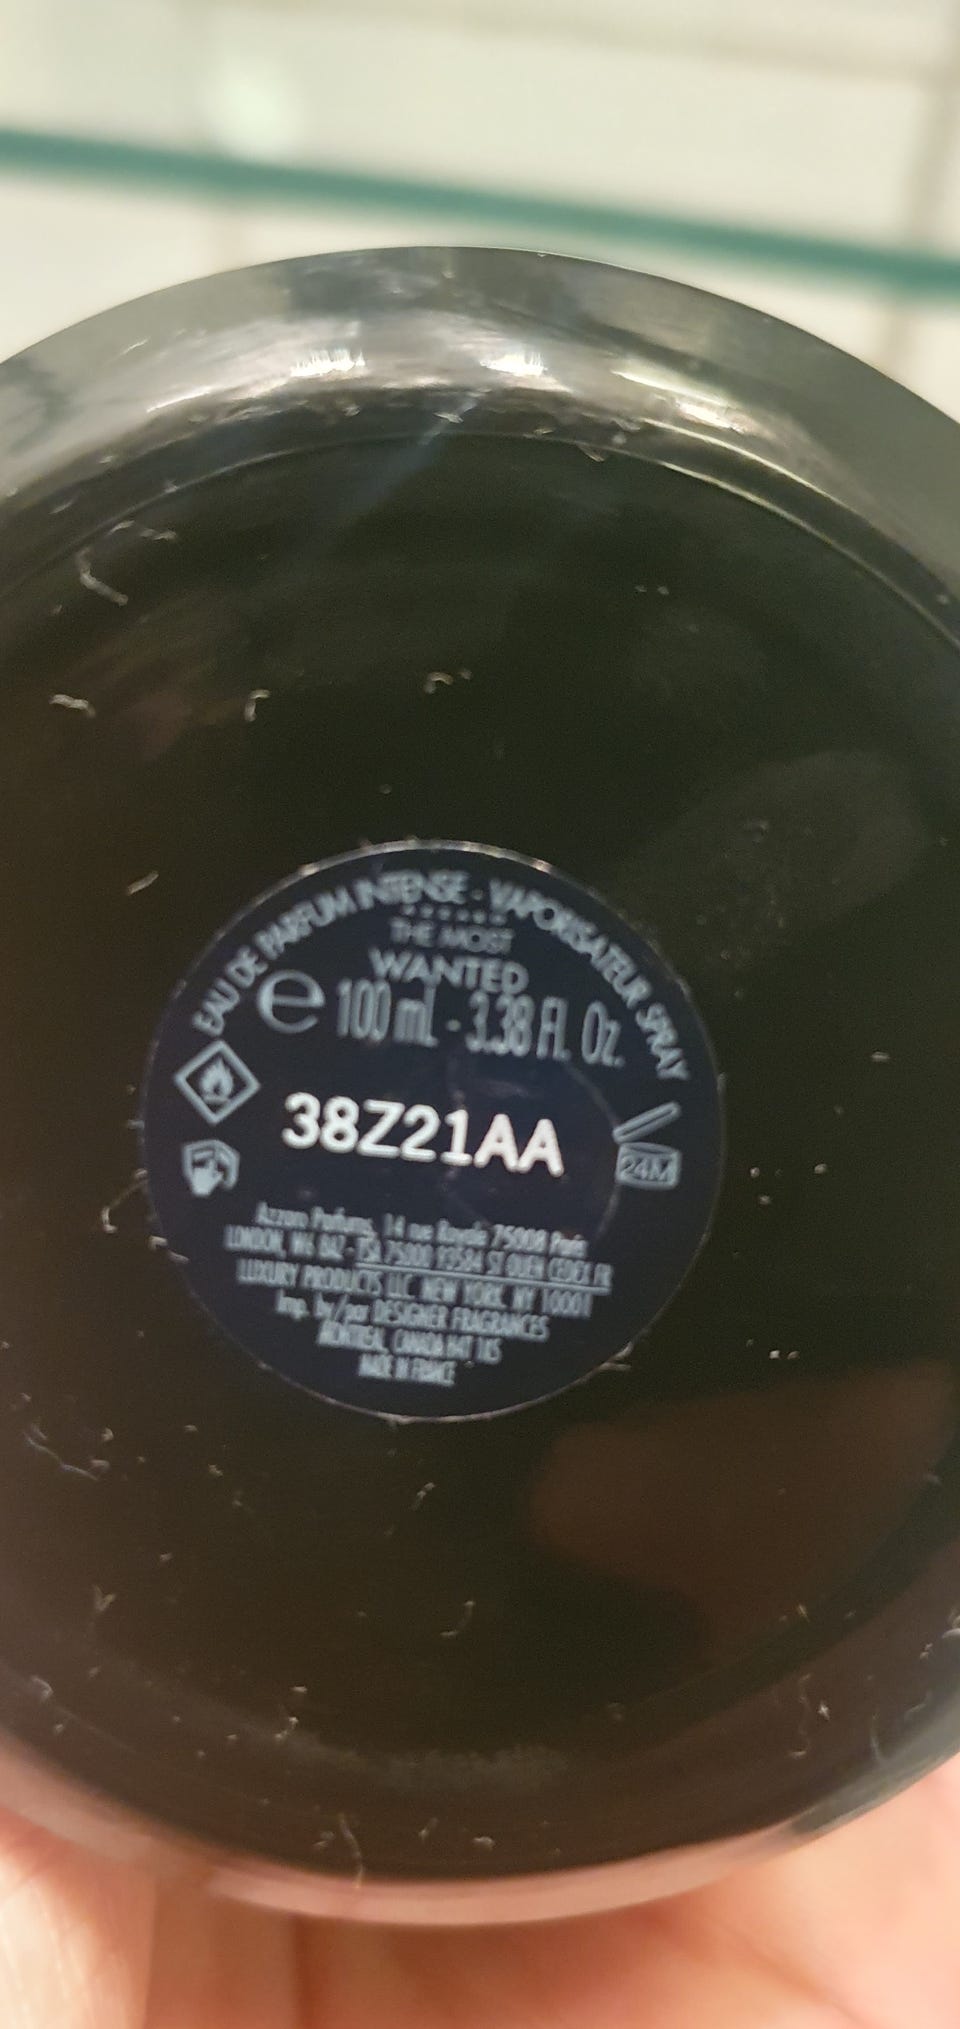 EAU DE PARFUM INTENSE - VAPORISATEUR SPRAY
THE MOST
WANTED
e 100 mL - 3.38 Fl. Oz.
38Z21AA
24M
Azzaro Parfums, 14 rue Royale 75008 Paris
LONDON, W6 8AZ - TSA 75000 93584 ST OUEN CEDEX FR
LUXURY PRODUCTS LLC, NEW YORK, NY 10001
Imp. by/par DESIGNER FRAGRANCES
MONTREAL, CANADA H4T 1K5
MADE IN FRANCE